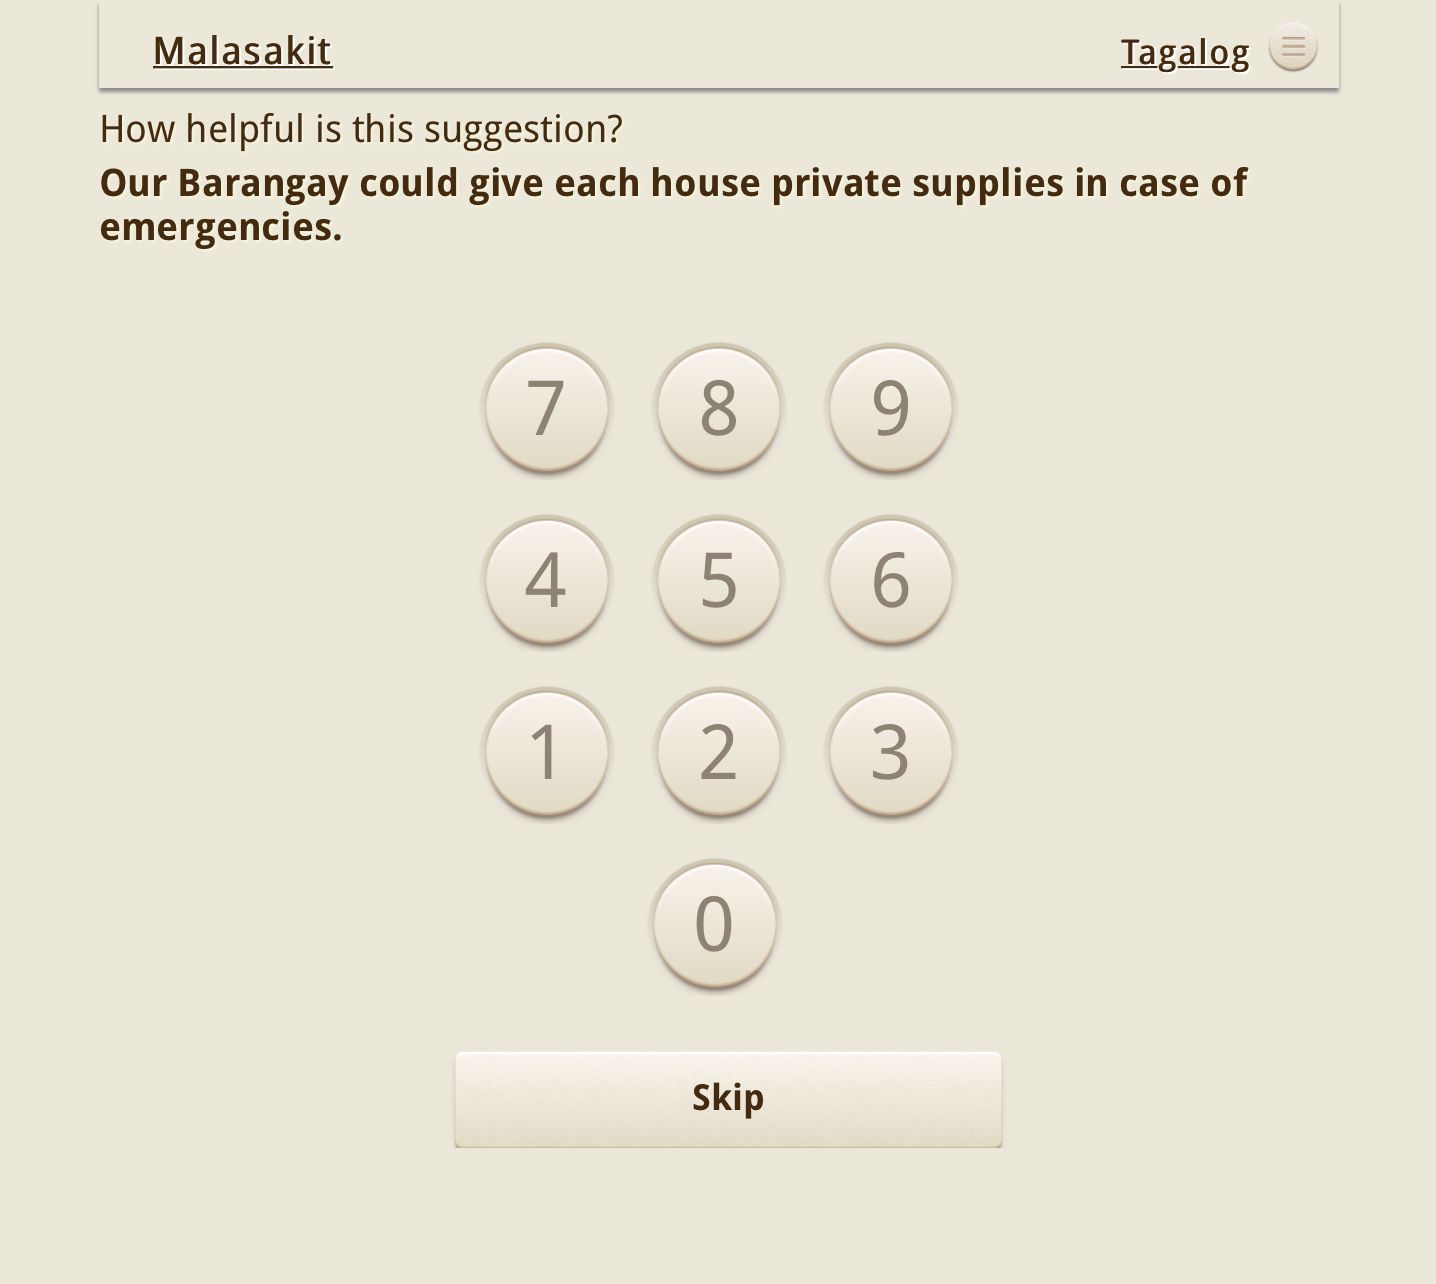 Malasakit Tagalog
How helpful is this suggestion?
Our Barangay could give each house private supplies in case of
emergencies.
7 8 9
4 5 6
1 2 3
0
Skip